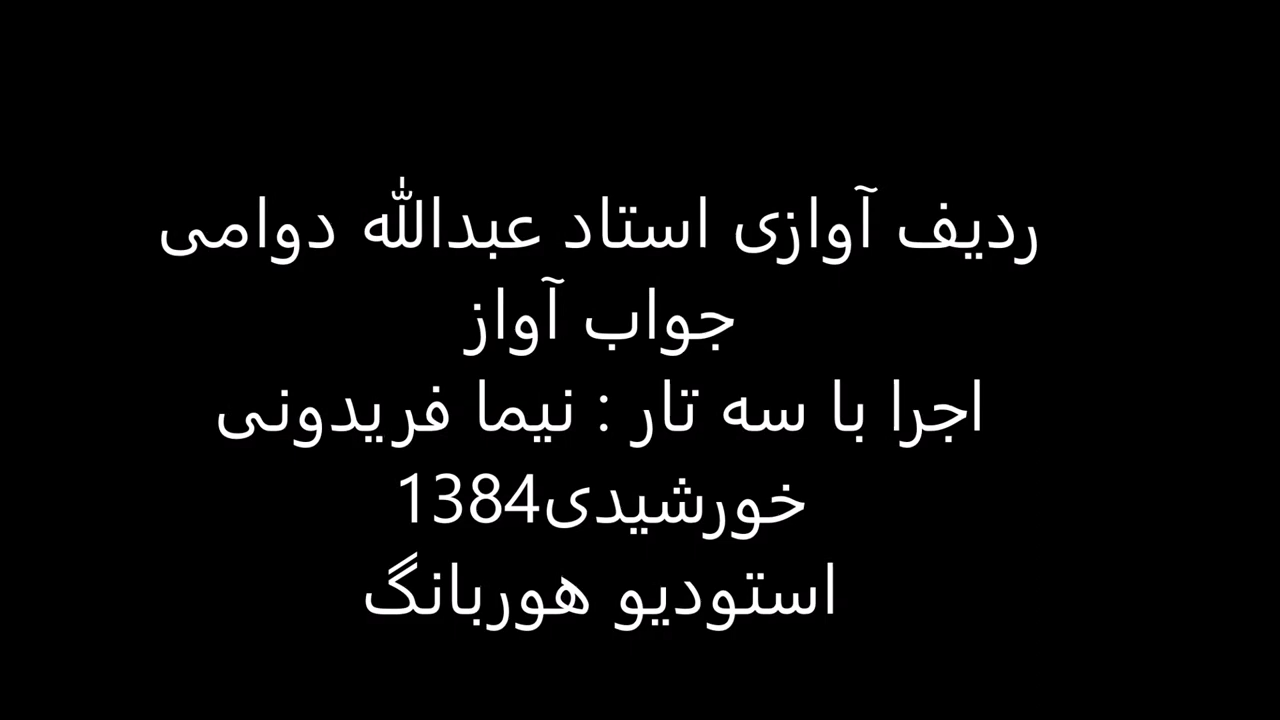 ردیف آوازی استاد عبدالله دوامی
جواب آواز
اجرا با سه تار : نیما فریدونی
خورشیدی1384
استودیو هوربانگ